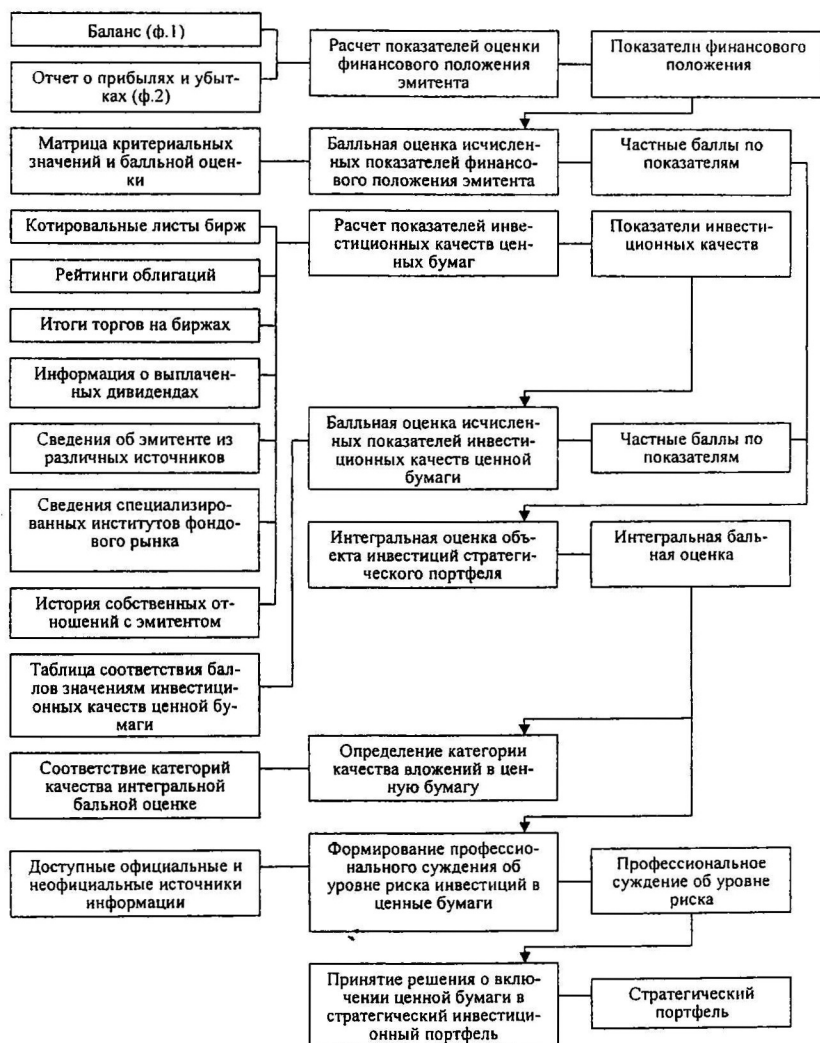 Баланс (ф.1)
Расчет показателей оценки
финансового положения
эмитента
Показатели финансового
положения
Отчет о прибылях и убыт-
ках (ф.2)
Матрица критериальных
значений и балльной оцен-
ки
Балльная оценка исчислен-
ных показателей финансо-
вого положения эмитента
Частные баллы по
показателям
Котировальные листы бирж
Расчет показателей инве-
стиционных качеств цен-
ных бумаг
Показатели инвести-
ционных качеств
Рейтинги облигаций
Итоги торгов на биржах
Информация о выплачен-
ных дивидендах
Сведения об эмитенте из
различных источников
Балльная оценка исчислен-
ных показателей инвести-
ционных качеств ценной
бумаги
Частные баллы по
показателям
Сведения специализиро-
ванных институтов фондо-
вого рынка
Интегральная оценка объ-
екта инвестиций стратеги-
ческого портфеля
Интегральная баль-
ная оценка
История собственных от-
ношений с эмитентом
Таблица соответствия бал-
лов значениям инвестици-
онных качеств ценной бу-
маги
Соответствие категорий
качества интегральной
бальной оценке
Определение категории
качества вложений в цен-
ную бумагу
Доступные официальные и
неофициальные источники
информации
Формирование професси-
онального суждения об
уровне риска инвестиций в
ценные бумаги
Профессиональное
суждение об уровне
риска
Принятие решения о вклю-
чении ценной бумаги в
стратегический инвестици-
онный портфель
Стратегический
портфель